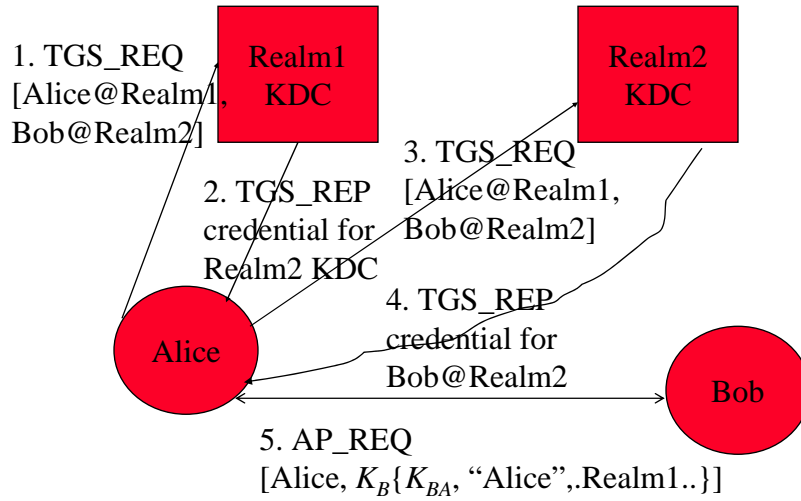 1. TGS_REQ
[Alice@Realm1,
Bob@Realm2]
Realm1
KDC
Realm2
KDC
2. TGS_REP
credential for
Realm2 KDC
3. TGS_REQ
[Alice@Realm1,
Bob@Realm2]
4. TGS_REP
credential for
Bob@Realm2
Alice
Bob
5. AP_REQ
[Alice, K_B{K_BA, “Alice”,.Realm1..}]